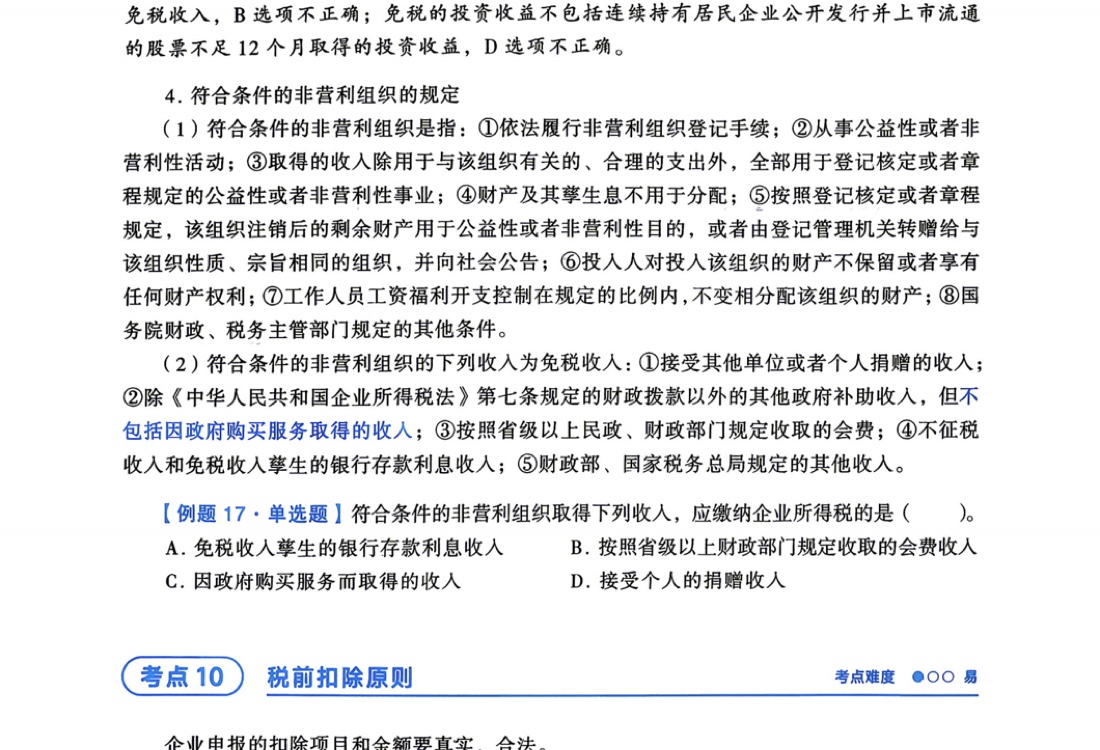 免税收入，B 选项不正确；免税的投资收益不包括连续持有居民企业公开发行并上市流通
的股票不足 12 个月取得的投资收益，D 选项不正确。
4. 符合条件的非营利组织的规定
（1）符合条件的非营利组织是指：①依法履行非营利组织登记手续；②从事公益性或者非
营利性活动；③取得的收入除用于与该组织有关的、合理的支出外，全部用于登记核定或者章
程规定的公益性或者非营利性事业；④财产及其孳生息不用于分配；⑤按照登记核定或者章程
规定，该组织注销后的剩余财产用于公益性或者非营利性目的，或者由登记管理机关转赠给与
该组织性质、宗旨相同的组织，并向社会公告；⑥投入人对投入该组织的财产不保留或者享有
任何财产权利；⑦工作人员工资福利开支控制在规定的比例内，不变相分配该组织的财产；⑧国
务院财政、税务主管部门规定的其他条件。
（2）符合条件的非营利组织的下列收入为免税收入：①接受其他单位或者个人捐赠的收入；
②除《中华人民共和国企业所得税法》第七条规定的财政拨款以外的其他政府补助收入，但不
包括因政府购买服务取得的收入；③按照省级以上民政、财政部门规定收取的会费；④不征税
收入和免税收入孳生的银行存款利息收入；⑤财政部、国家税务总局规定的其他收入。
【例题 17·单选题】符合条件的非营利组织取得下列收入，应缴纳企业所得税的是（　　）。
A. 免税收入孳生的银行存款利息收入　B. 按照省级以上财政部门规定收取的会费收入
C. 因政府购买服务而取得的收入　D. 接受个人的捐赠收入
考点 10　税前扣除原则　考点难度　●○○ 易
企业申报的扣除项目和金额要真实、合法。